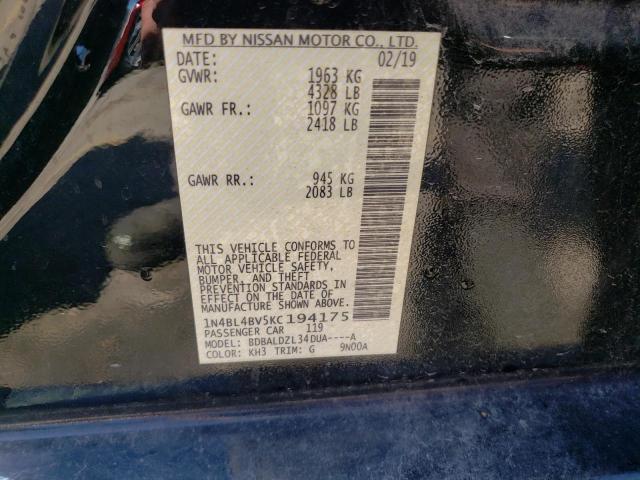 MFD BY NISSAN MOTOR CO., LTD.
DATE: 02/19
GVWR: 1963 KG
4328 LB
GAWR FR.: 1097 KG
2418 LB
GAWR RR.: 945 KG
2083 LB
THIS VEHICLE CONFORMS TO
ALL APPLICABLE FEDERAL
MOTOR VEHICLE SAFETY,
BUMPER, AND THEFT
PREVENTION STANDARDS IN
EFFECT ON THE DATE OF
MANUFACTURE SHOWN ABOVE.
1N4BL4BV5KC194175
PASSENGER CAR 119
MODEL: BDBALDZL34DUA----A
COLOR: KH3 TRIM: G 9N00A